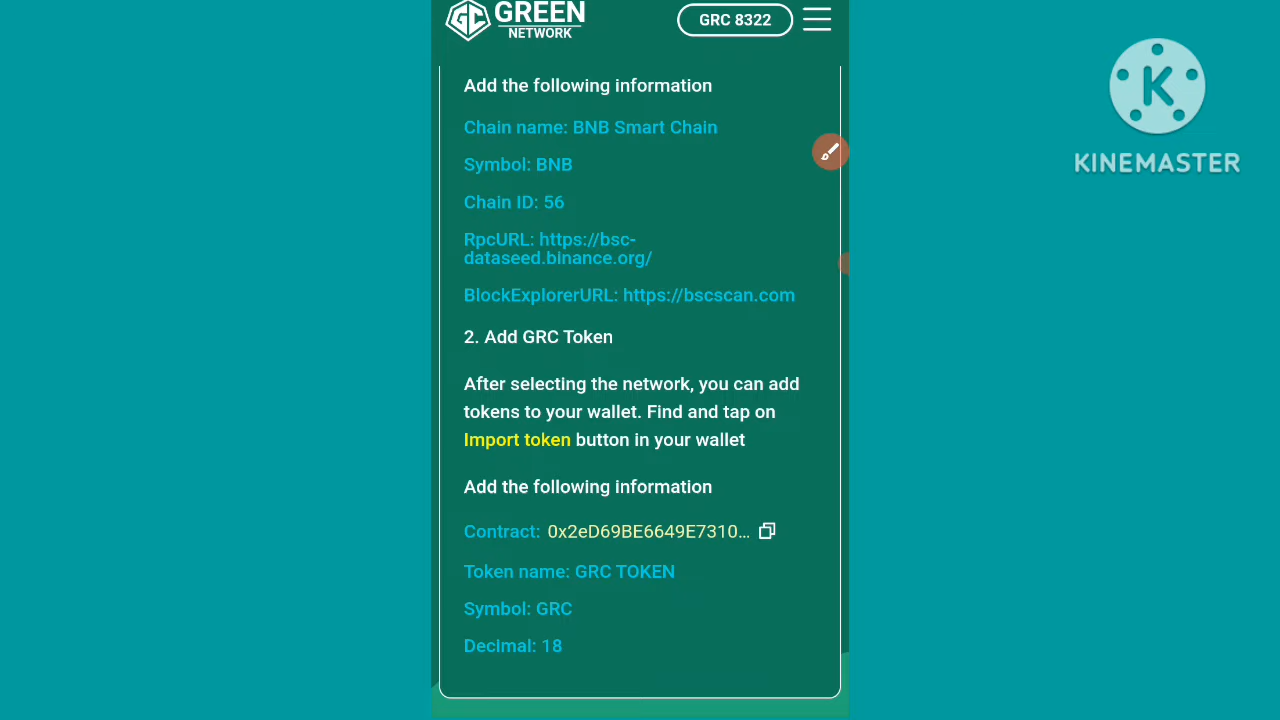 GREEN
NETWORK
GRC 8322
Add the following information
Chain name: BNB Smart Chain
Symbol: BNB
Chain ID: 56
RpcURL: https://bsc-
dataseed.binance.org/
BlockExplorerURL: https://bscscan.com
2. Add GRC Token
After selecting the network, you can add
tokens to your wallet. Find and tap on
Import token button in your wallet
Add the following information
Contract: 0x2eD69BE6649E7310...
Token name: GRC TOKEN
Symbol: GRC
Decimal: 18
K
KINEMASTER